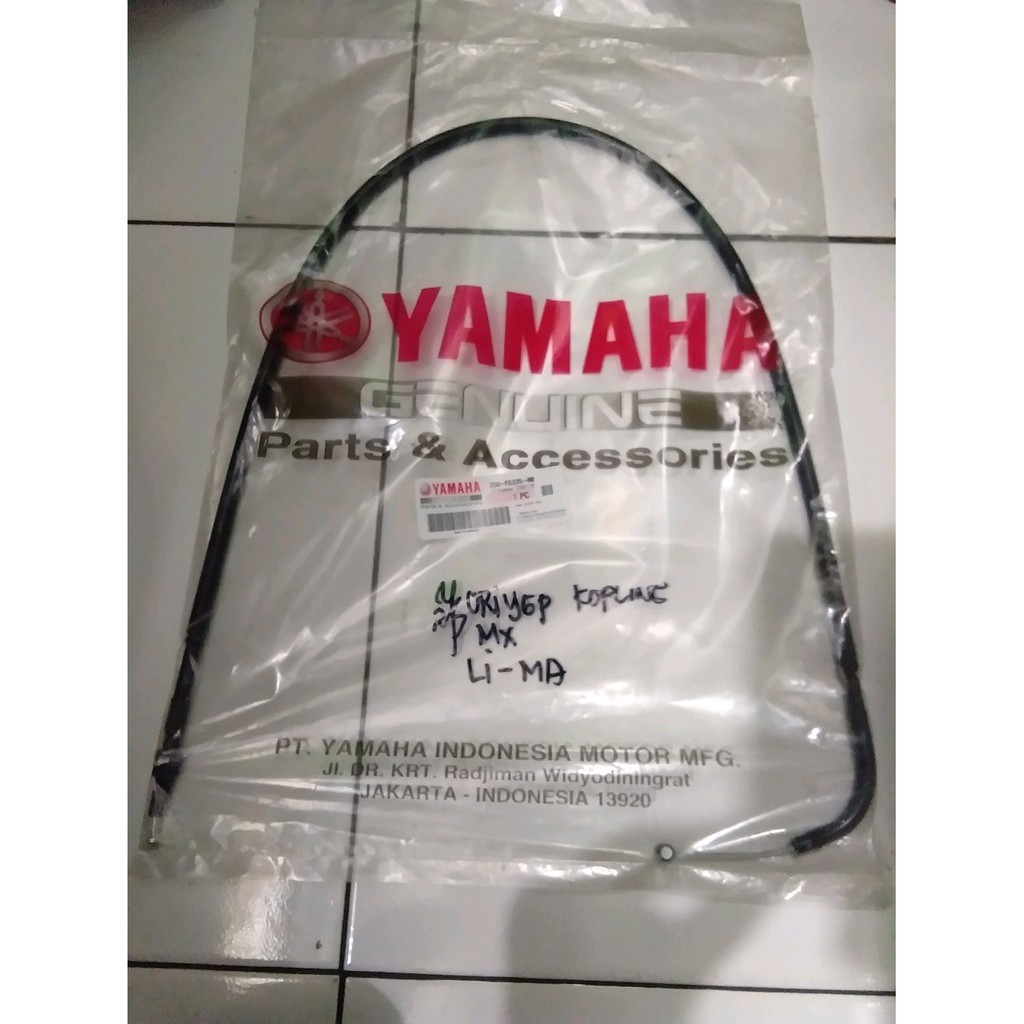 YAMAHA
GENUINE
Parts & Accessories
YAMAHA
1 PC
KOPLING
MX
Li-MA
PT. YAMAHA INDONESIA MOTOR MFG.
Jl. DR. KRT. Radjiman Widyodiningrat
JAKARTA - INDONESIA 13920